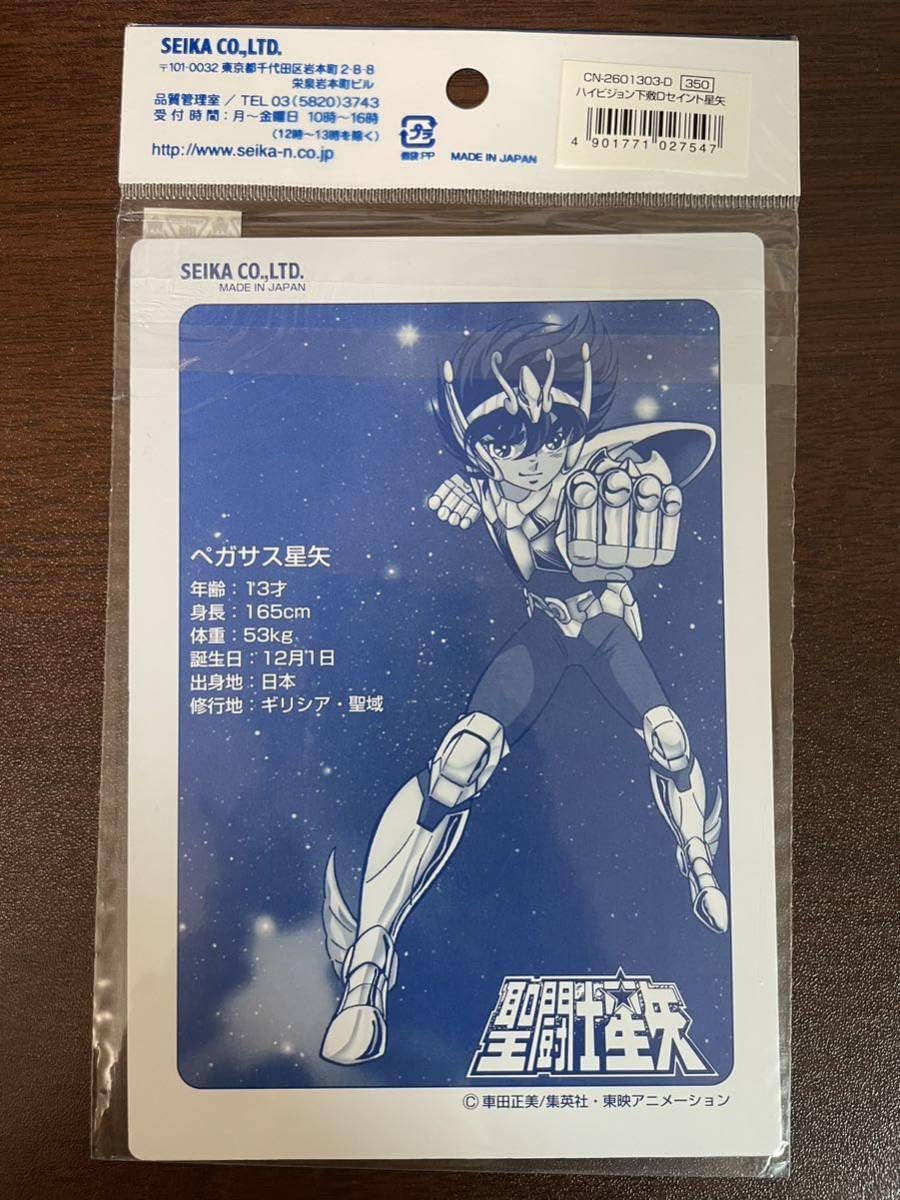 SEIKA CO.,LTD.
〒101-0032 東京都千代田区岩本町2-8-8
栄泉岩本町ビル
品質管理室／TEL 03(5820)3743
受付時間：月～金曜日 10時～16時
(12時～13時を除く)
http://www.seika-n.co.jp
プラ
個袋PP
MADE IN JAPAN
CN-2601303-D 350
ハイビジョン下敷Dセイント星矢
4 901771 027547
SEIKA CO.,LTD.
MADE IN JAPAN
ペガサス星矢
年齢：13才
身長：165cm
体重：53kg
誕生日：12月1日
出身地：日本
修行地：ギリシア・聖域
聖闘士星矢
©車田正美/集英社・東映アニメーション